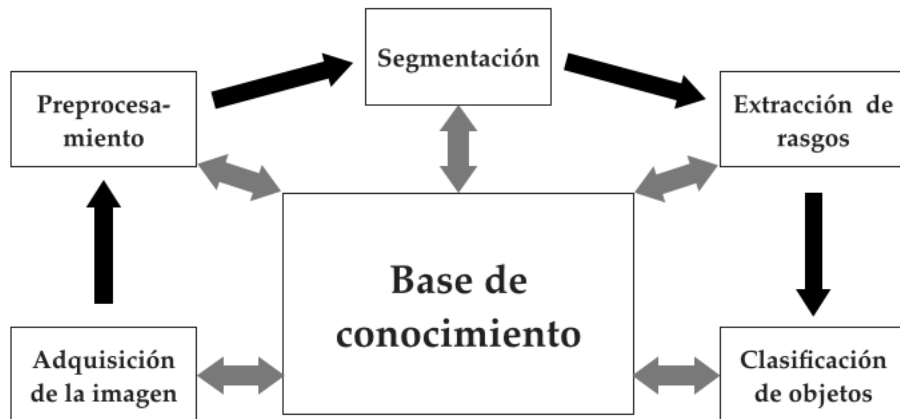 Segmentación
Preprocesa-
miento
Extracción de
rasgos
Base de
conocimiento
Adquisición
de la imagen
Clasificación
de objetos